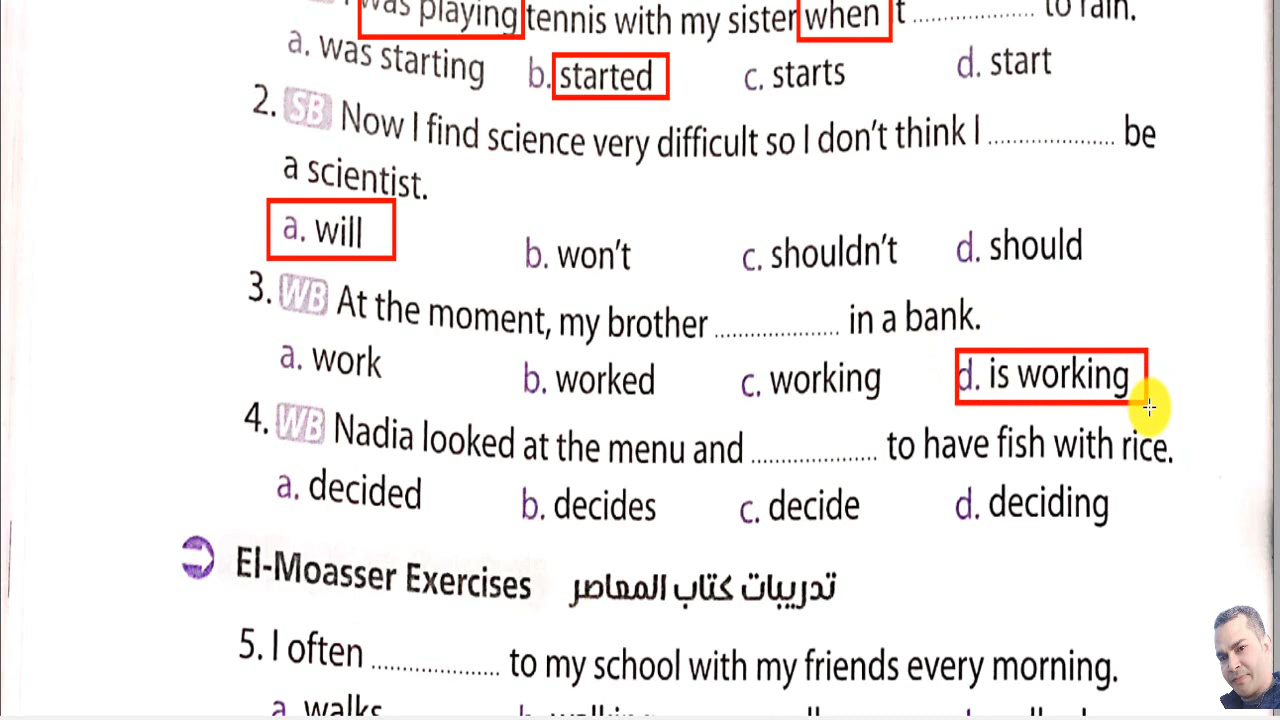 was playing tennis with my sister when it .................... to rain.
a. was starting b. started c. starts d. start
2. SB Now I find science very difficult so I don't think I .................... be
a scientist.
a. will b. won't c. shouldn't d. should
3. WB At the moment, my brother .................... in a bank.
a. work b. worked c. working d. is working
4. WB Nadia looked at the menu and .................... to have fish with rice.
a. decided b. decides c. decide d. deciding
El-Moasser Exercises تدريبات كتاب المعاصر
5. I often .................... to my school with my friends every morning.
a. walks